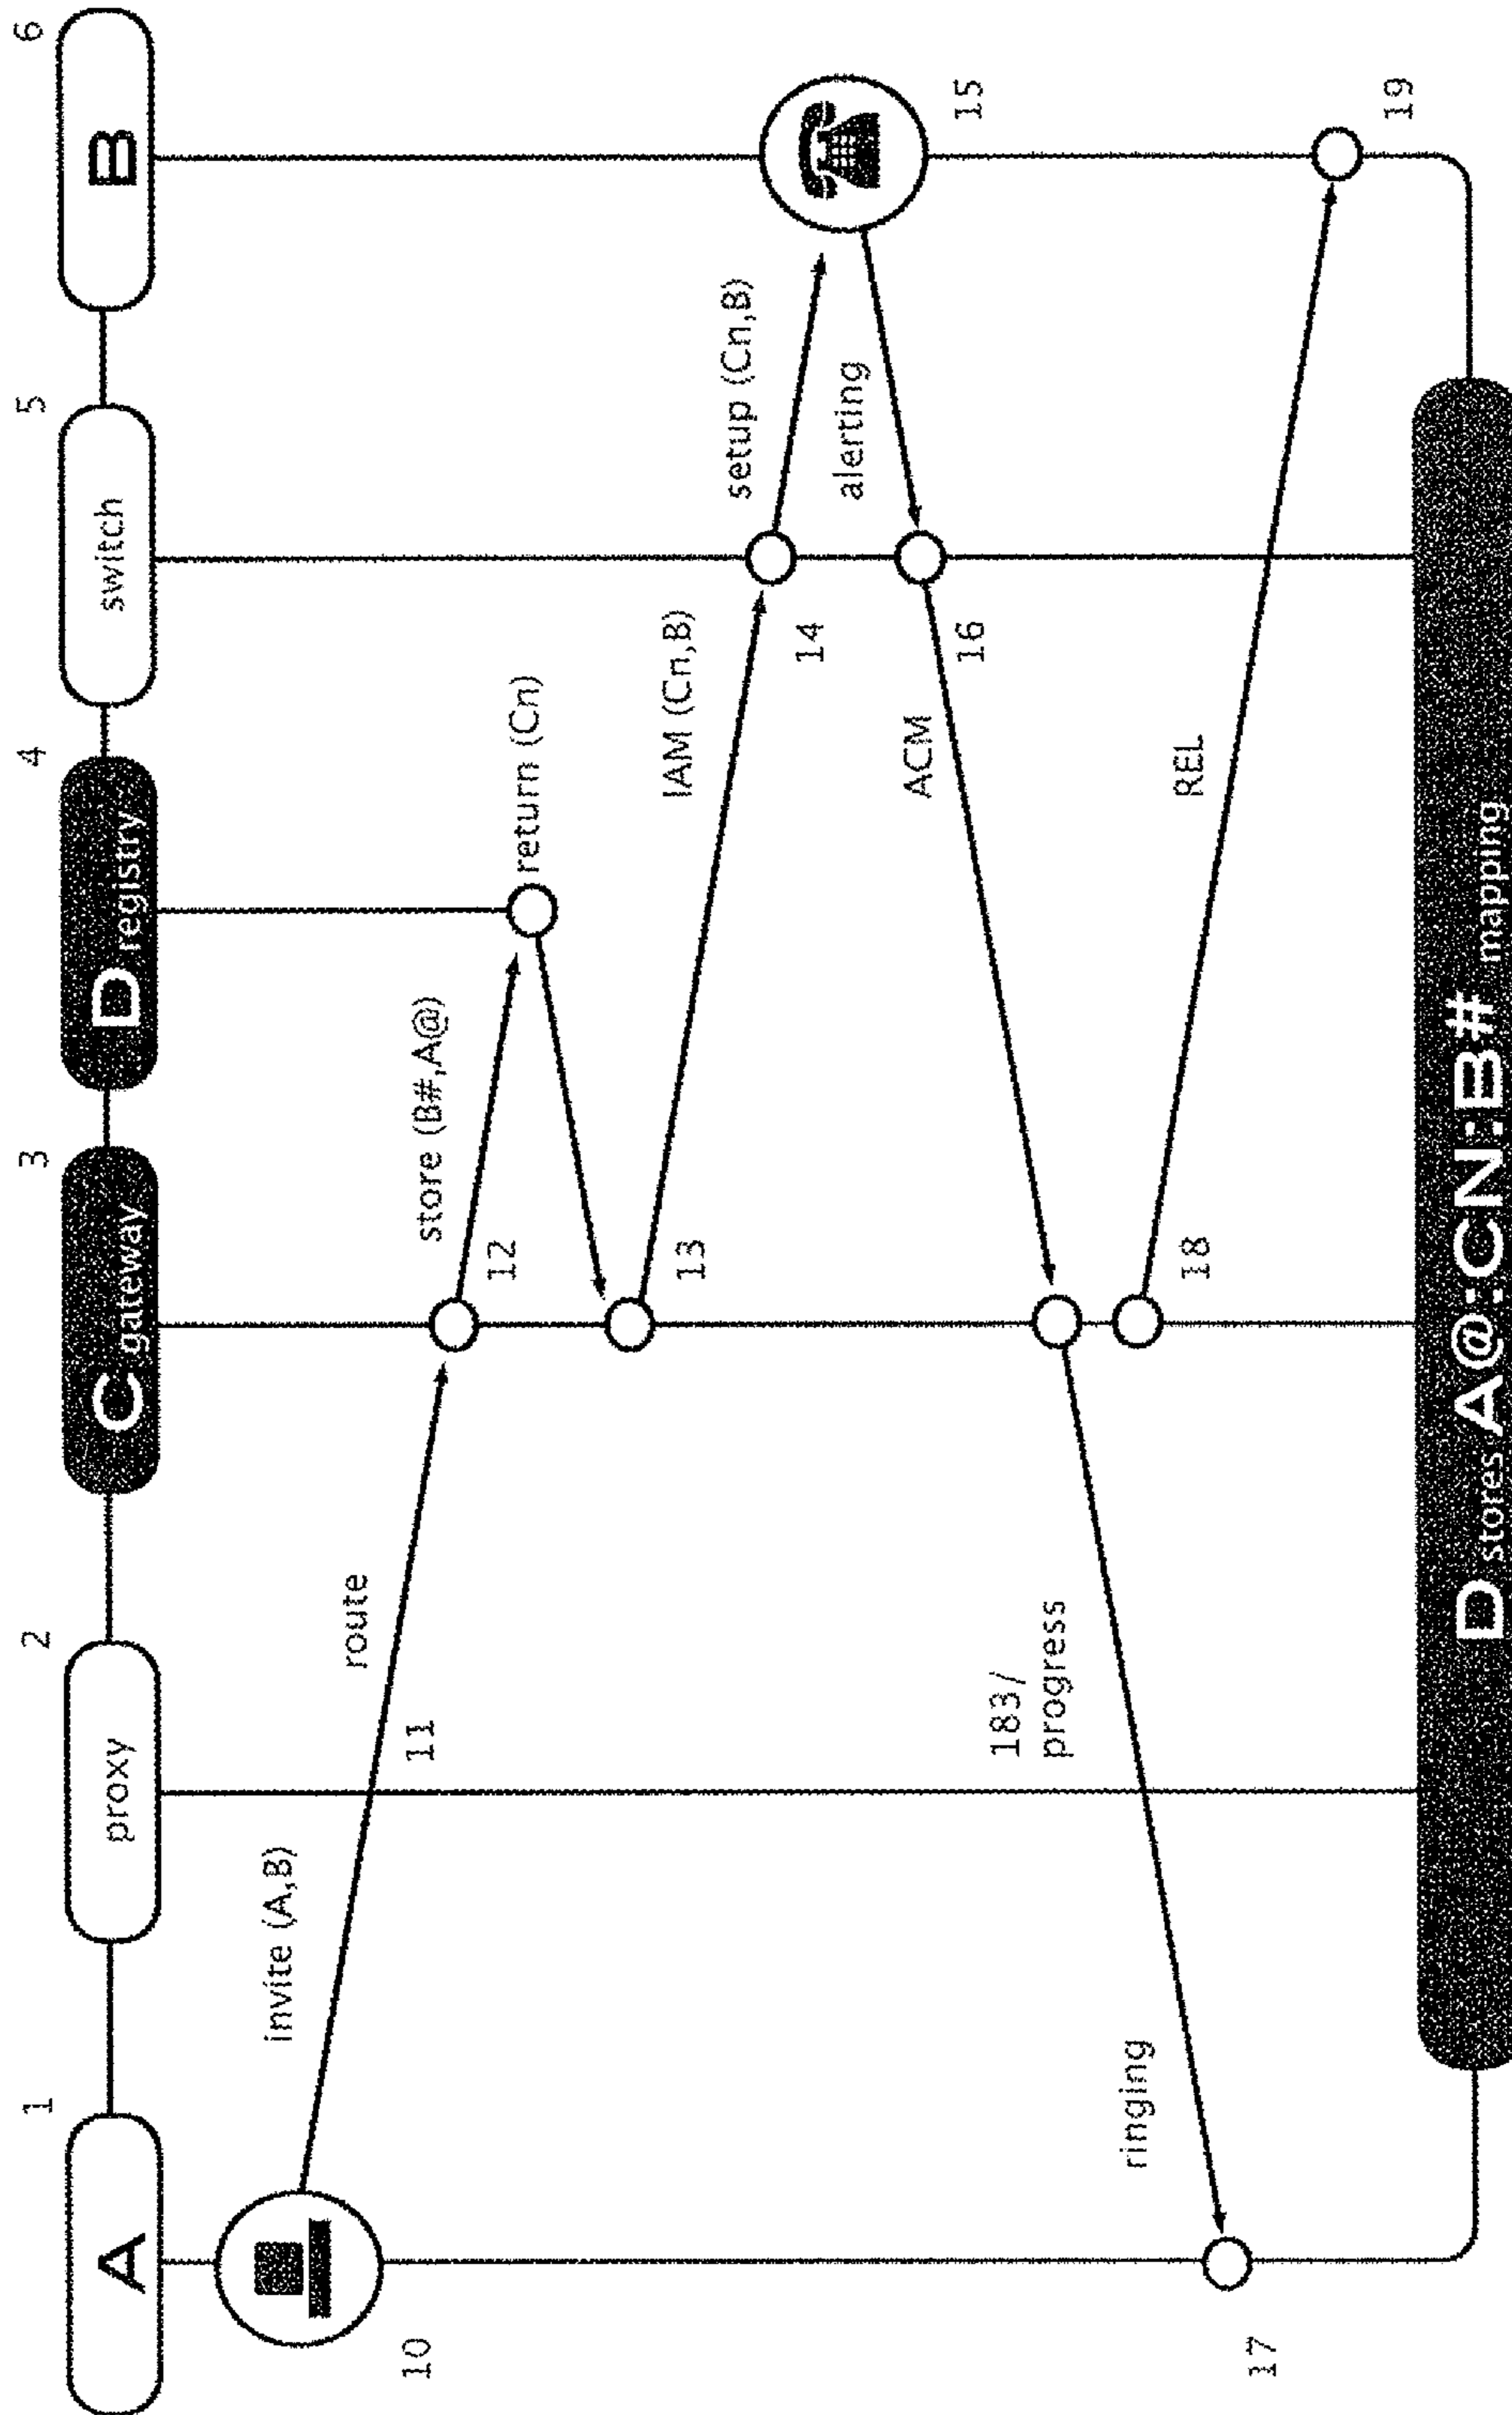 1
2
3
4
5
6
A
proxy
C gateway
D registry
switch
B
10
invite (A,B)
11
route
12
store (B#,A@)
return (Cn)
13
IAM (Cn,B)
14
setup (Cn,B)
15
alerting
16
ACM
183/
progress
ringing
17
18
REL
19
D stores A@:CN:B# mapping